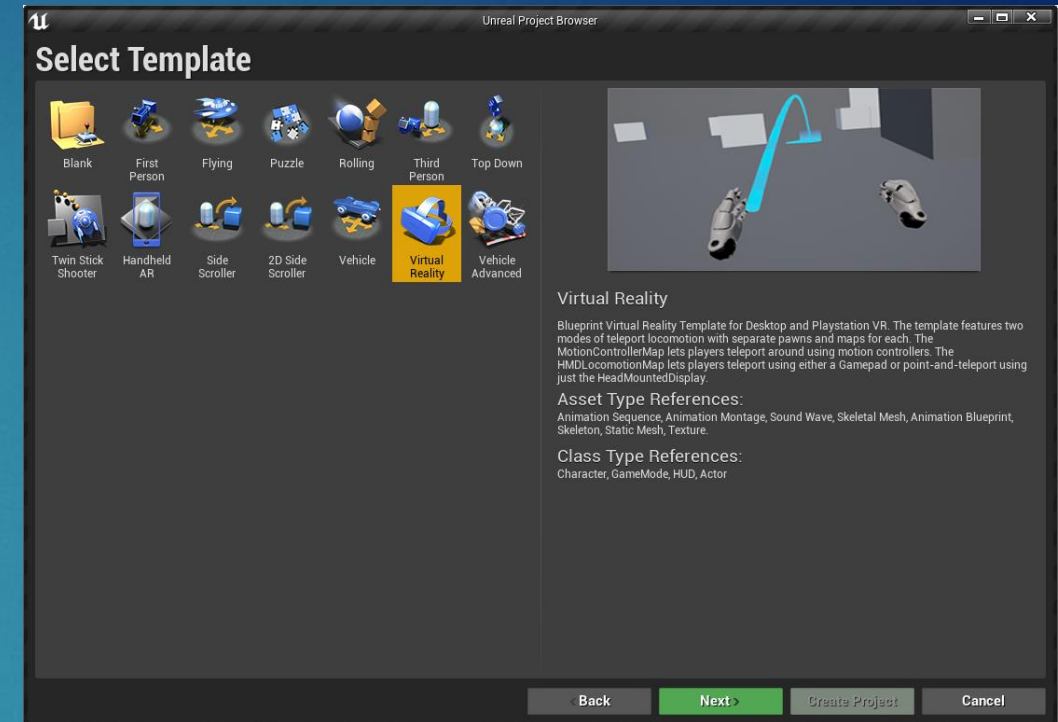 Unreal Project Browser
Select Template
Blank
First
Person
Flying
Puzzle
Rolling
Third
Person
Top Down
Twin Stick
Shooter
Handheld
AR
Side
Scroller
2D Side
Scroller
Vehicle
Virtual
Reality
Vehicle
Advanced
Virtual Reality
Blueprint Virtual Reality Template for Desktop and Playstation VR. The template features two
modes of teleport locomotion with separate pawns and maps for each. The
MotionControllerMap lets players teleport around using motion controllers. The
HMDLocomotionMap lets players teleport using either a Gamepad or point-and-teleport using
just the HeadMountedDisplay.
Asset Type References:
Animation Sequence, Animation Montage, Sound Wave, Skeletal Mesh, Animation Blueprint,
Skeleton, Static Mesh, Texture.
Class Type References:
Character, GameMode, HUD, Actor
< Back
Next >
Create Project
Cancel